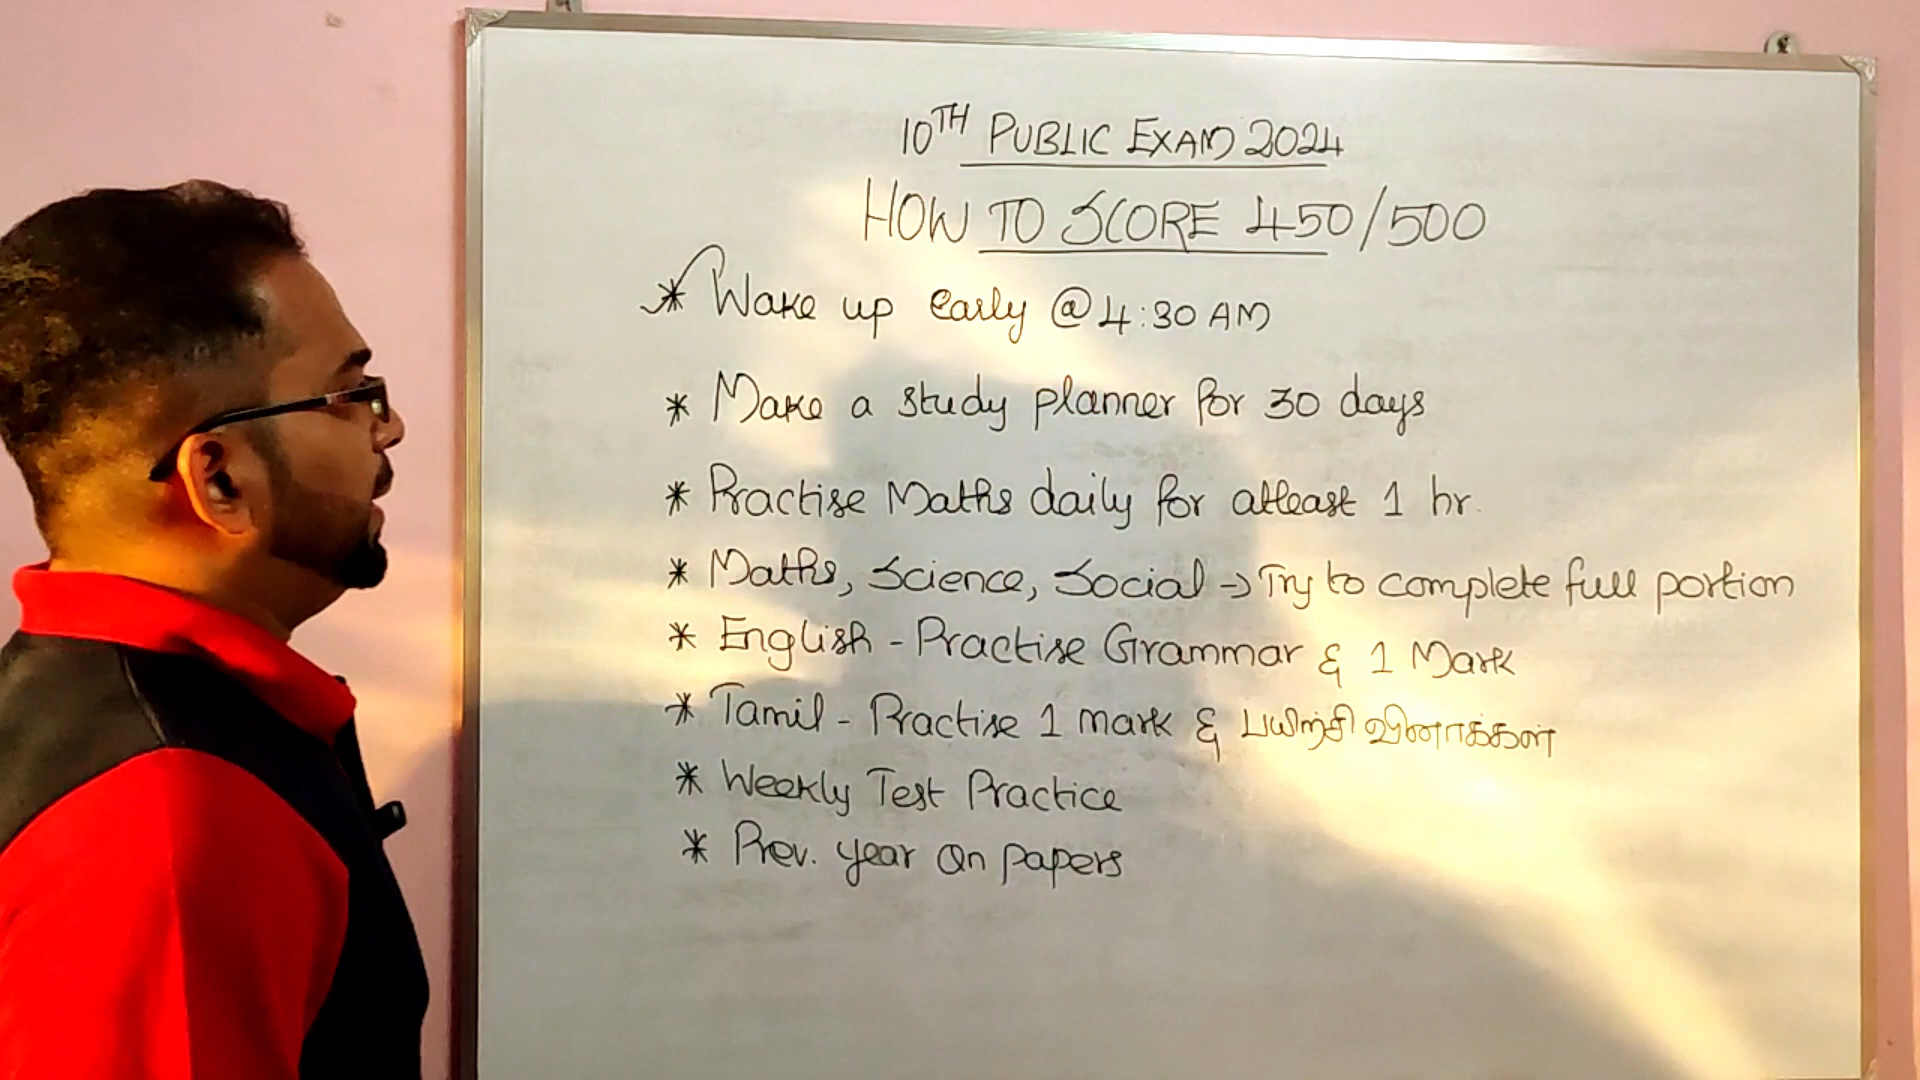 10TH PUBLIC EXAM 2024
HOW TO SCORE 450/500
* Wake up early @ 4:30 AM
* Make a study planner for 30 days
* Practise Maths daily for atleast 1 hr.
* Maths, Science, Social → Try to complete full portion
* English - Practise Grammar & 1 Mark
* Tamil - Practise 1 mark & பயிற்சி வினாக்கள்
* Weekly Test Practice
* Prev. year Qn papers